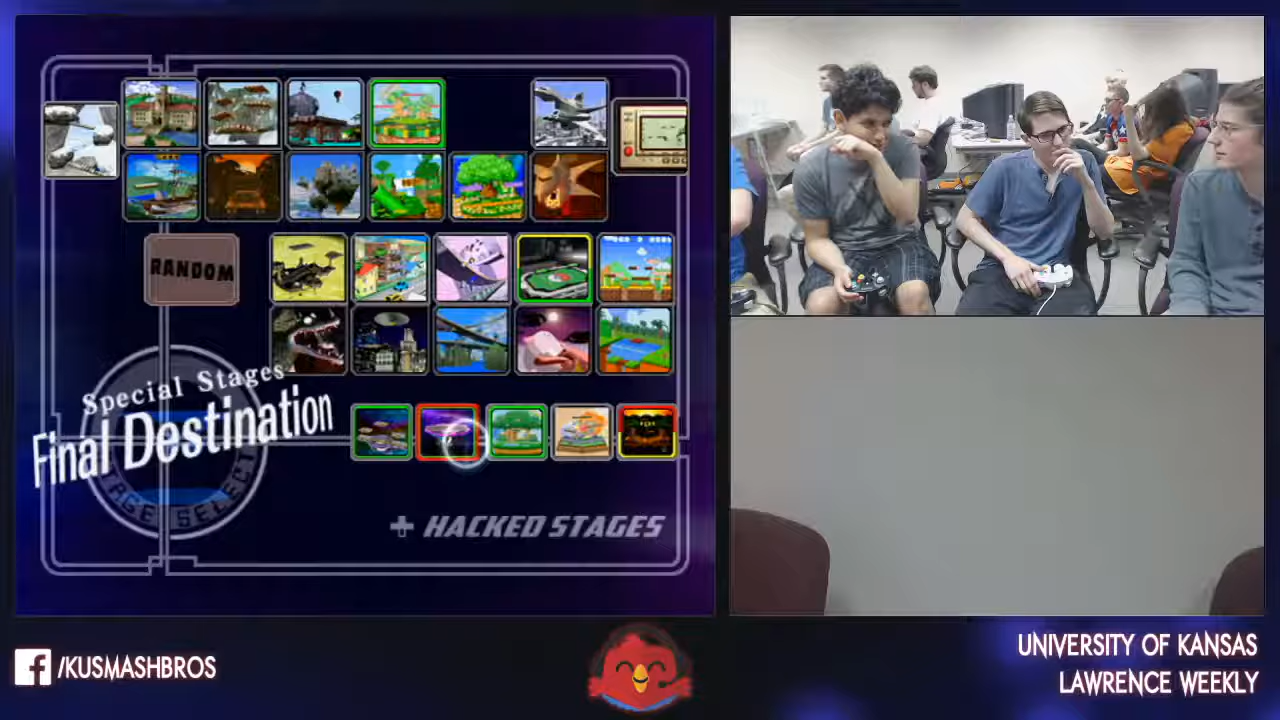 RANDOM
Special Stages
Final Destination
STAGE SELECT
+ HACKED STAGES
/KUSMASHBROS
UNIVERSITY OF KANSAS
LAWRENCE WEEKLY